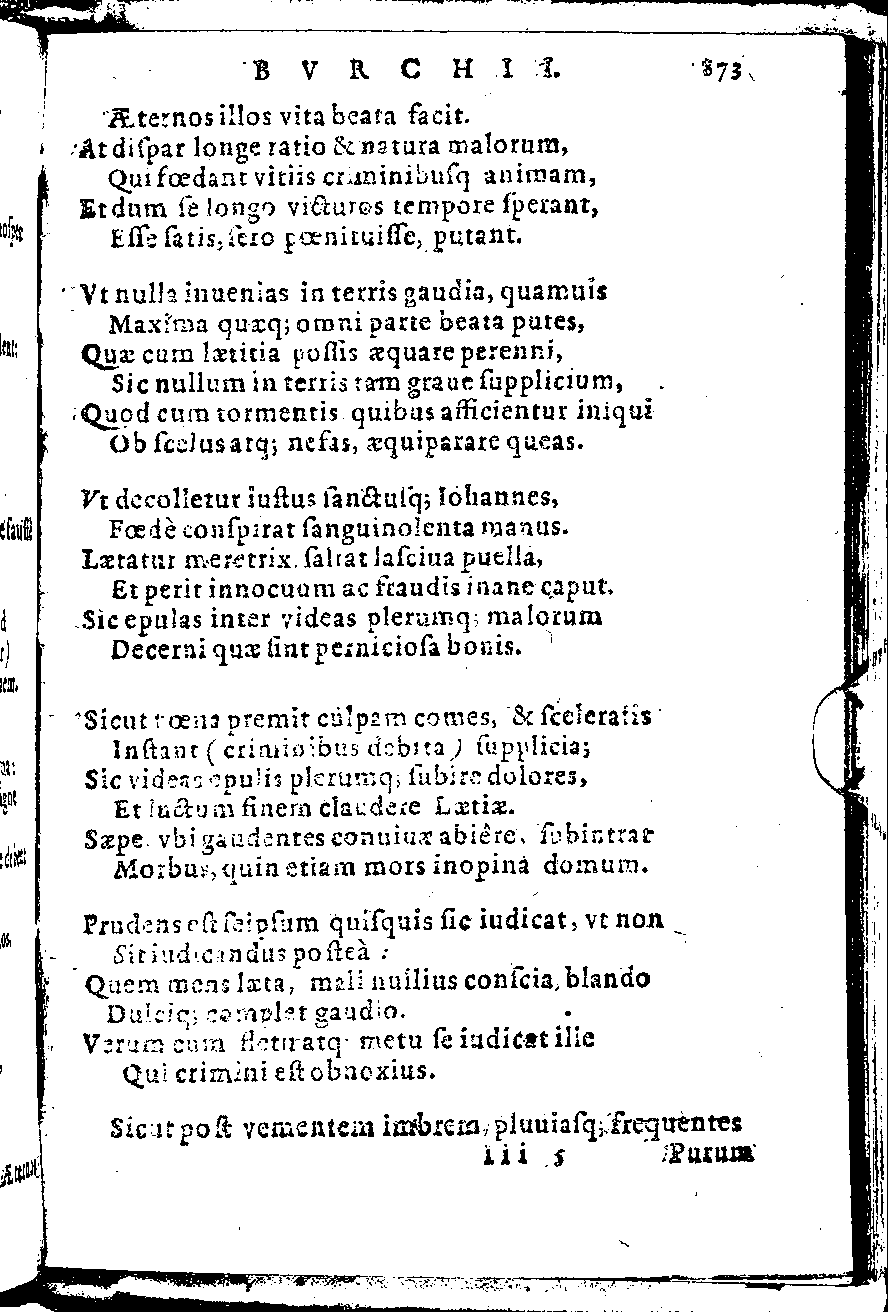 BVRCHII. 873
Æternos illos vita beata facit.
At diſpar longe ratio & natura malorum,
Qui fœdant vitiis criminibuſq animam,
Et dum ſe longo victuros tempore ſperant,
Eſſe ſatis, ſero pœnituiſſe, putant.
Vt nulla inuenias in terris gaudia, quamuis
Maxima quæq; omni parte beata putes,
Quæ cum lætitia poſſis æquare perenni,
Sic nullum in terris tam graue ſupplicium,
Quod cum tormentis quibus afficientur iniqui
Ob ſcelus atq; nefas, æquiparare queas.
Vt decolletur iuſtus ſanctuſq; Iohannes,
Fœdè conſpirat ſanguinolenta manus.
Lætatur meretrix, ſaltat laſciua puella,
Et perit innocuum ac fraudis inane caput.
Sic epulas inter videas plerumq; malorum
Decerni quæ ſint pernicioſa bonis.
Sicut pœna premit culpam comes, & ſceleratis
Inſtant (criminibus debita) ſupplicia;
Sic videas epulis plerumq; ſubire dolores,
Et luctum finem claudere Lætiæ.
Sæpe vbi gaudentes conuiuæ abiêre, ſubintrat
Morbus, quin etiam mors inopina domum.
Prudens eſt ſeipſum quiſquis ſic iudicat, vt non
Sit iudicandus poſteà:
Quem mens læta, mali nullius conſcia, blando
Dulciq; complet gaudio.
Verum cum fletu atq metu ſe iudicat ille
Qui crimini eſt obnoxius.
Sicut poſt vementem imbrem, pluuiaſq; frequentes
iii 5 Purum